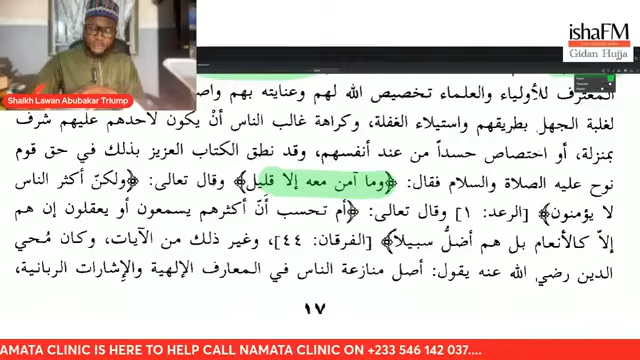 ishaFM
Gidan Hujja
Shaikh Lawan Abubakar Triump
المعترف للأولياء والعلماء تخصيص الله لهم وعنايته بهم
لغلبة الجهل بطريقهم واستيلاء الغفلة، وكراهة غالب الناس أنْ يكون لأحدهم عليهم شرف
بمنزلة، أو اختصاص حسداً من عند أنفسهم، وقد نطق الكتاب العزيز بذلك في حق قوم
نوح عليه الصلاة والسلام فقال: ﴿وما آمن معه إلا قليل﴾ وقال تعالى: ﴿ولكنّ أكثر الناس
لا يؤمنون﴾ [الرعد: ١] وقال تعالى: ﴿أم تحسب أَنّ أكثرهم يسمعون أو يعقلون إن هم
إلاّ كالأنعام بل هم أضلُّ سبيلاً﴾ [الفرقان: ٤٤]، وغير ذلك من الآيات، وكان مُحي
الدين رضي الله عنه يقول: أصل منازعة الناس في المعارف الإلهية والإشارات الربانية،
١٧
NAMATA CLINIC IS HERE TO HELP CALL NAMATA CLINIC ON +233 546 142 037....